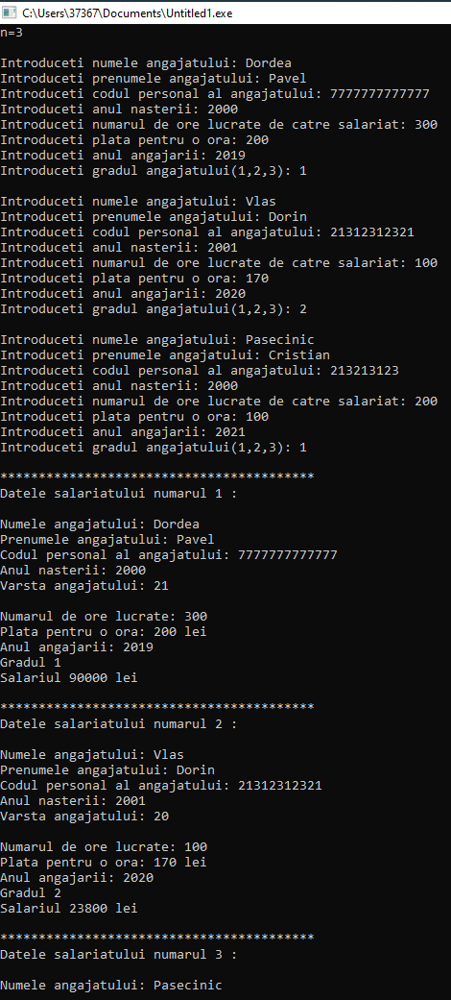 C:\Users\37367\Documents\Untitled1.exe
n=3
Introduceti numele angajatului: Dordea
Introduceti prenumele angajatului: Pavel
Introduceti codul personal al angajatului: 7777777777777
Introduceti anul nasterii: 2000
Introduceti numarul de ore lucrate de catre salariat: 300
Introduceti plata pentru o ora: 200
Introduceti anul angajarii: 2019
Introduceti gradul angajatului(1,2,3): 1
Introduceti numele angajatului: Vlas
Introduceti prenumele angajatului: Dorin
Introduceti codul personal al angajatului: 21312312321
Introduceti anul nasterii: 2001
Introduceti numarul de ore lucrate de catre salariat: 100
Introduceti plata pentru o ora: 170
Introduceti anul angajarii: 2020
Introduceti gradul angajatului(1,2,3): 2
Introduceti numele angajatului: Pasecinic
Introduceti prenumele angajatului: Cristian
Introduceti codul personal al angajatului: 213213123
Introduceti anul nasterii: 2000
Introduceti numarul de ore lucrate de catre salariat: 200
Introduceti plata pentru o ora: 100
Introduceti anul angajarii: 2021
Introduceti gradul angajatului(1,2,3): 1
*****************************************
Datele salariatului numarul 1 :
Numele angajatului: Dordea
Prenumele angajatului: Pavel
Codul personal al angajatului: 7777777777777
Anul nasterii: 2000
Varsta angajatului: 21
Numarul de ore lucrate: 300
Plata pentru o ora: 200 lei
Anul angajarii: 2019
Gradul 1
Salariul 90000 lei
*****************************************
Datele salariatului numarul 2 :
Numele angajatului: Vlas
Prenumele angajatului: Dorin
Codul personal al angajatului: 21312312321
Anul nasterii: 2001
Varsta angajatului: 20
Numarul de ore lucrate: 100
Plata pentru o ora: 170 lei
Anul angajarii: 2020
Gradul 2
Salariul 23800 lei
*****************************************
Datele salariatului numarul 3 :
Numele angajatului: Pasecinic